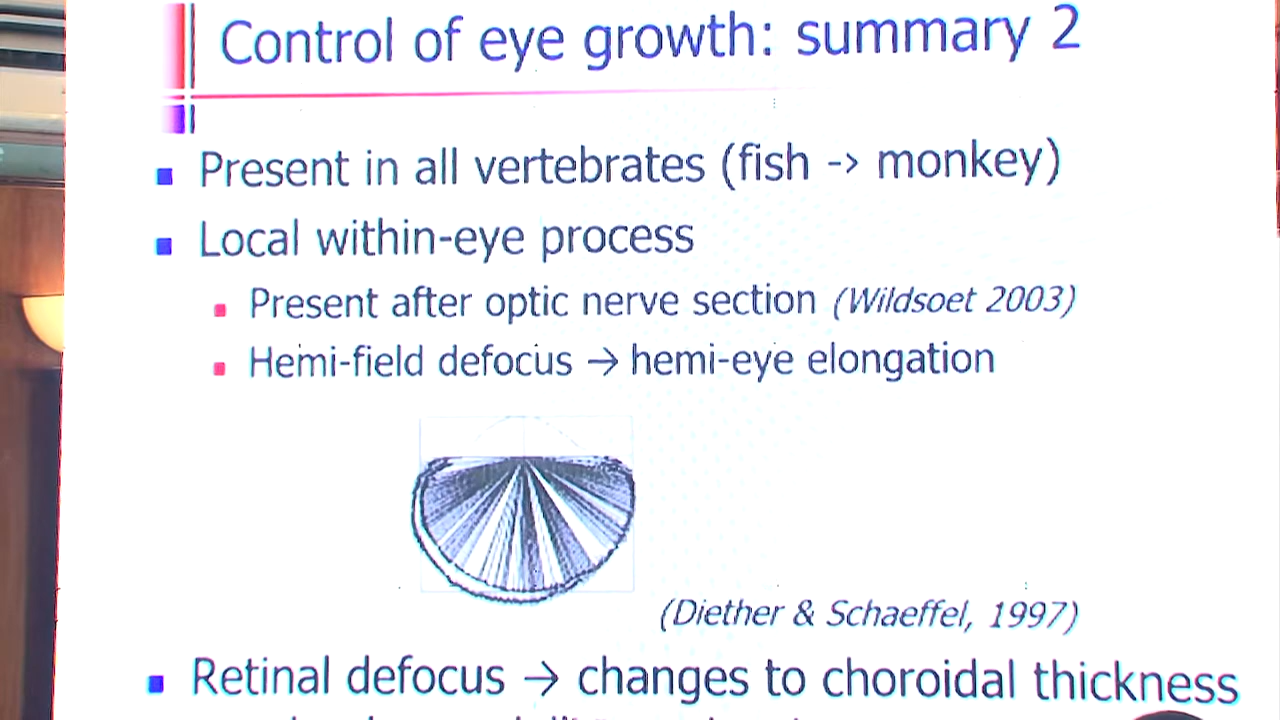 Control of eye growth: summary 2
Present in all vertebrates (fish -> monkey)
Local within-eye process
Present after optic nerve section (Wildsoet 2003)
Hemi-field defocus → hemi-eye elongation
(Diether & Schaeffel, 1997)
Retinal defocus → changes to choroidal thickness